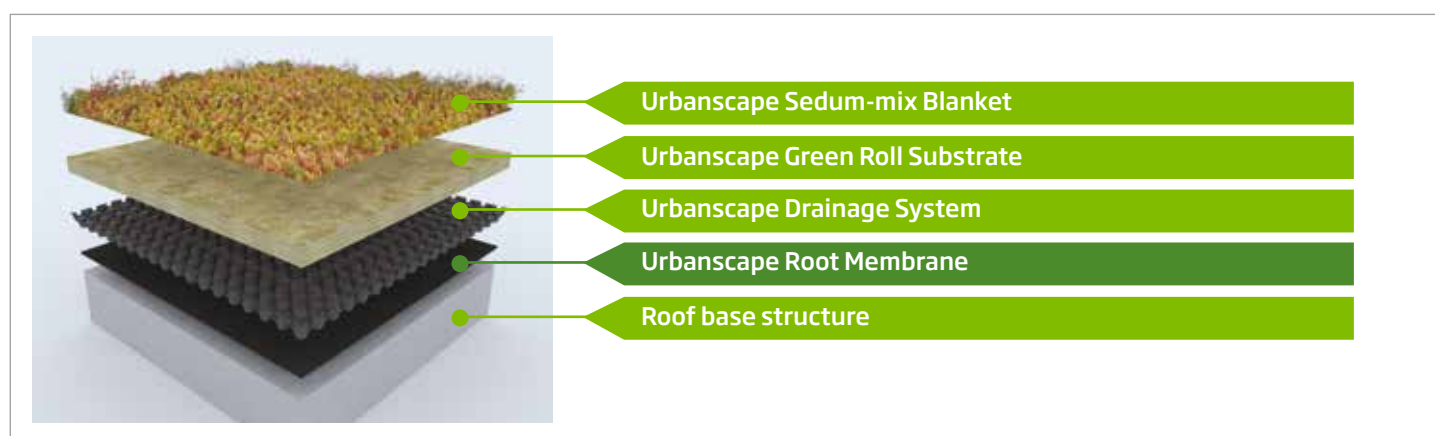 Urbanscape Sedum-mix Blanket
Urbanscape Green Roll Substrate
Urbanscape Drainage System
Urbanscape Root Membrane
Roof base structure